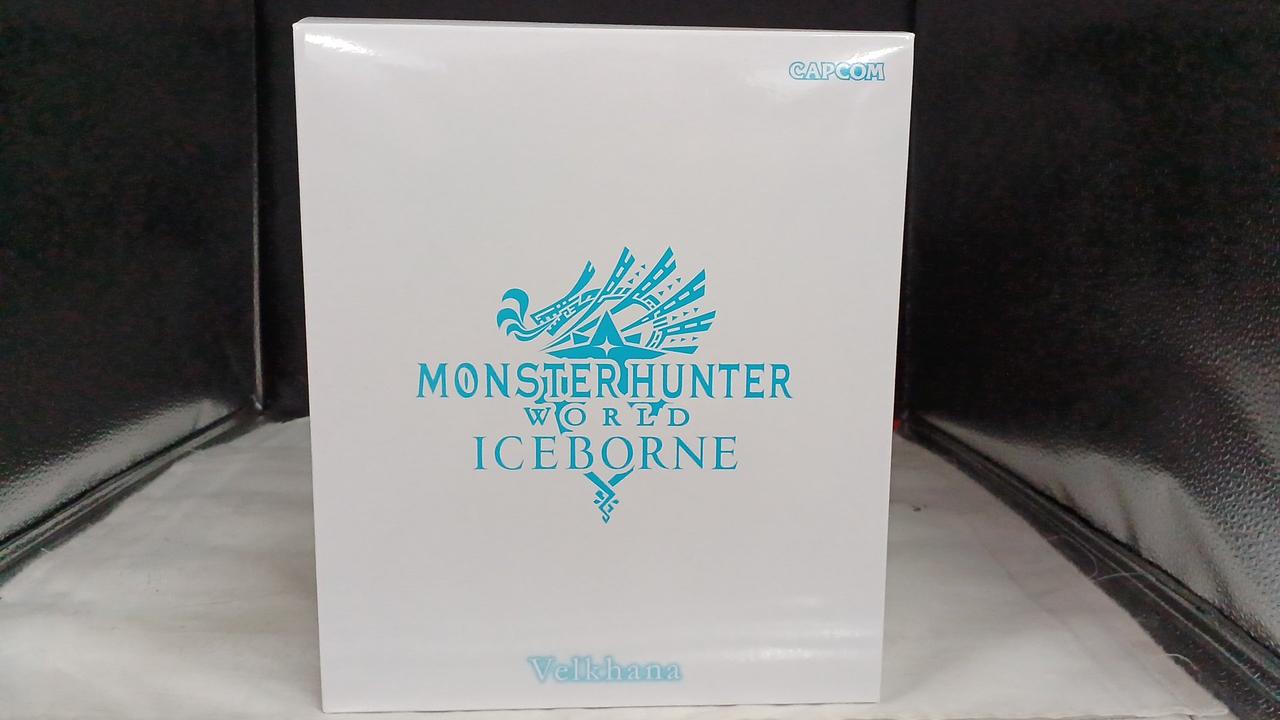 CAPCOM
MONSTER HUNTER
WORLD
ICEBORNE
Velkhana